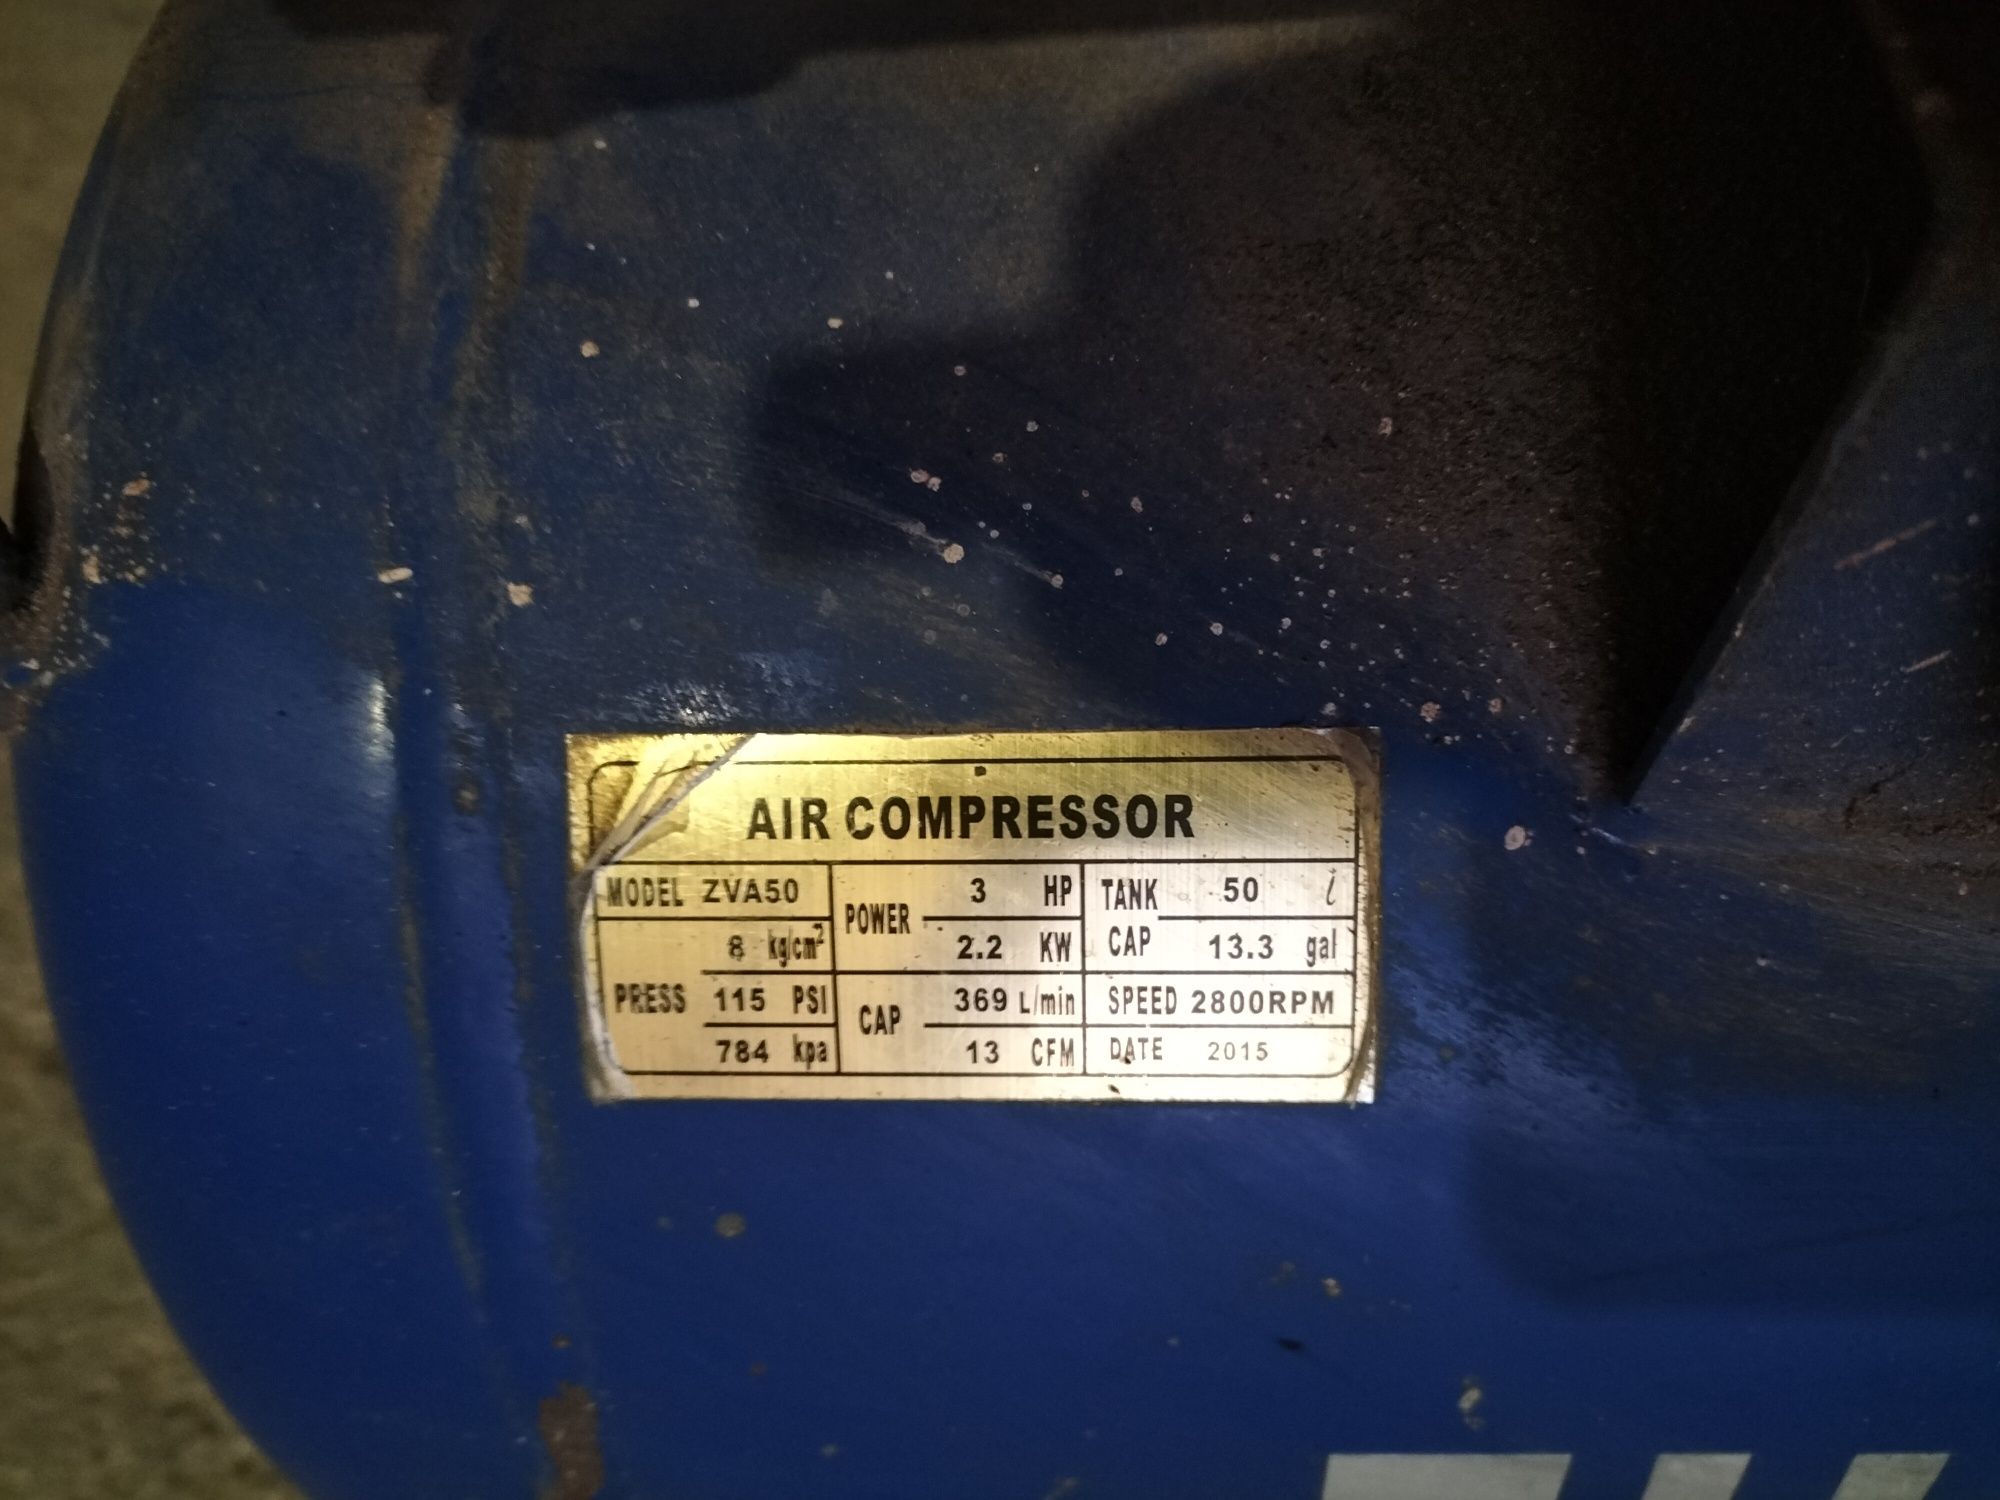 AIR COMPRESSOR
MODEL ZVA50
PRESS
8 kg/cm²
115 PSI
784 kpa
POWER
3 HP
2.2 KW
CAP
369 L/min
13 CFM
TANK CAP
50 l
13.3 gal
SPEED 2800RPM
DATE 2015